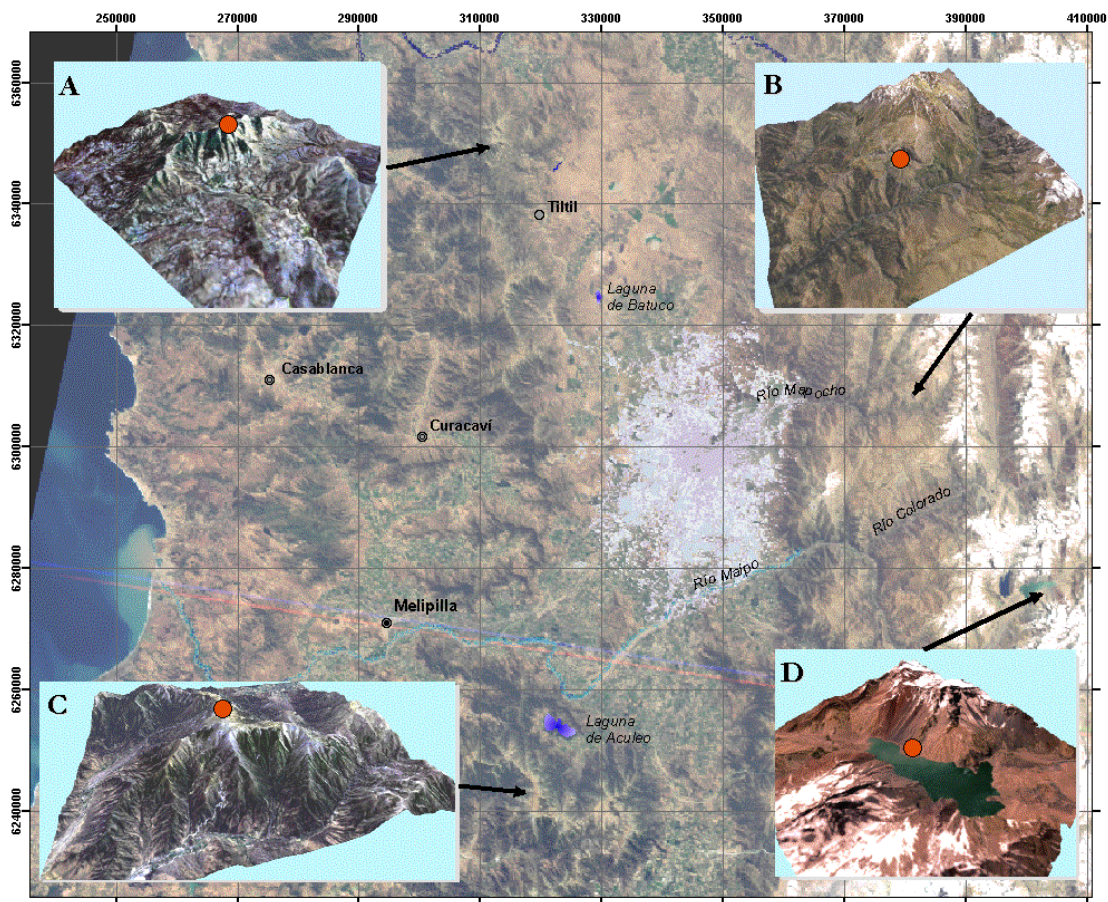 250000 270000 290000 310000 330000 350000 370000 390000 410000
6360000
A
B
6340000
Tiltil
Laguna
de Batuco
6320000
Casablanca
Río Mapocho
Curacaví
6300000
Río Colorado
6280000
Río Maipo
Melipilla
6260000
C
D
Laguna
de Aculeo
6240000